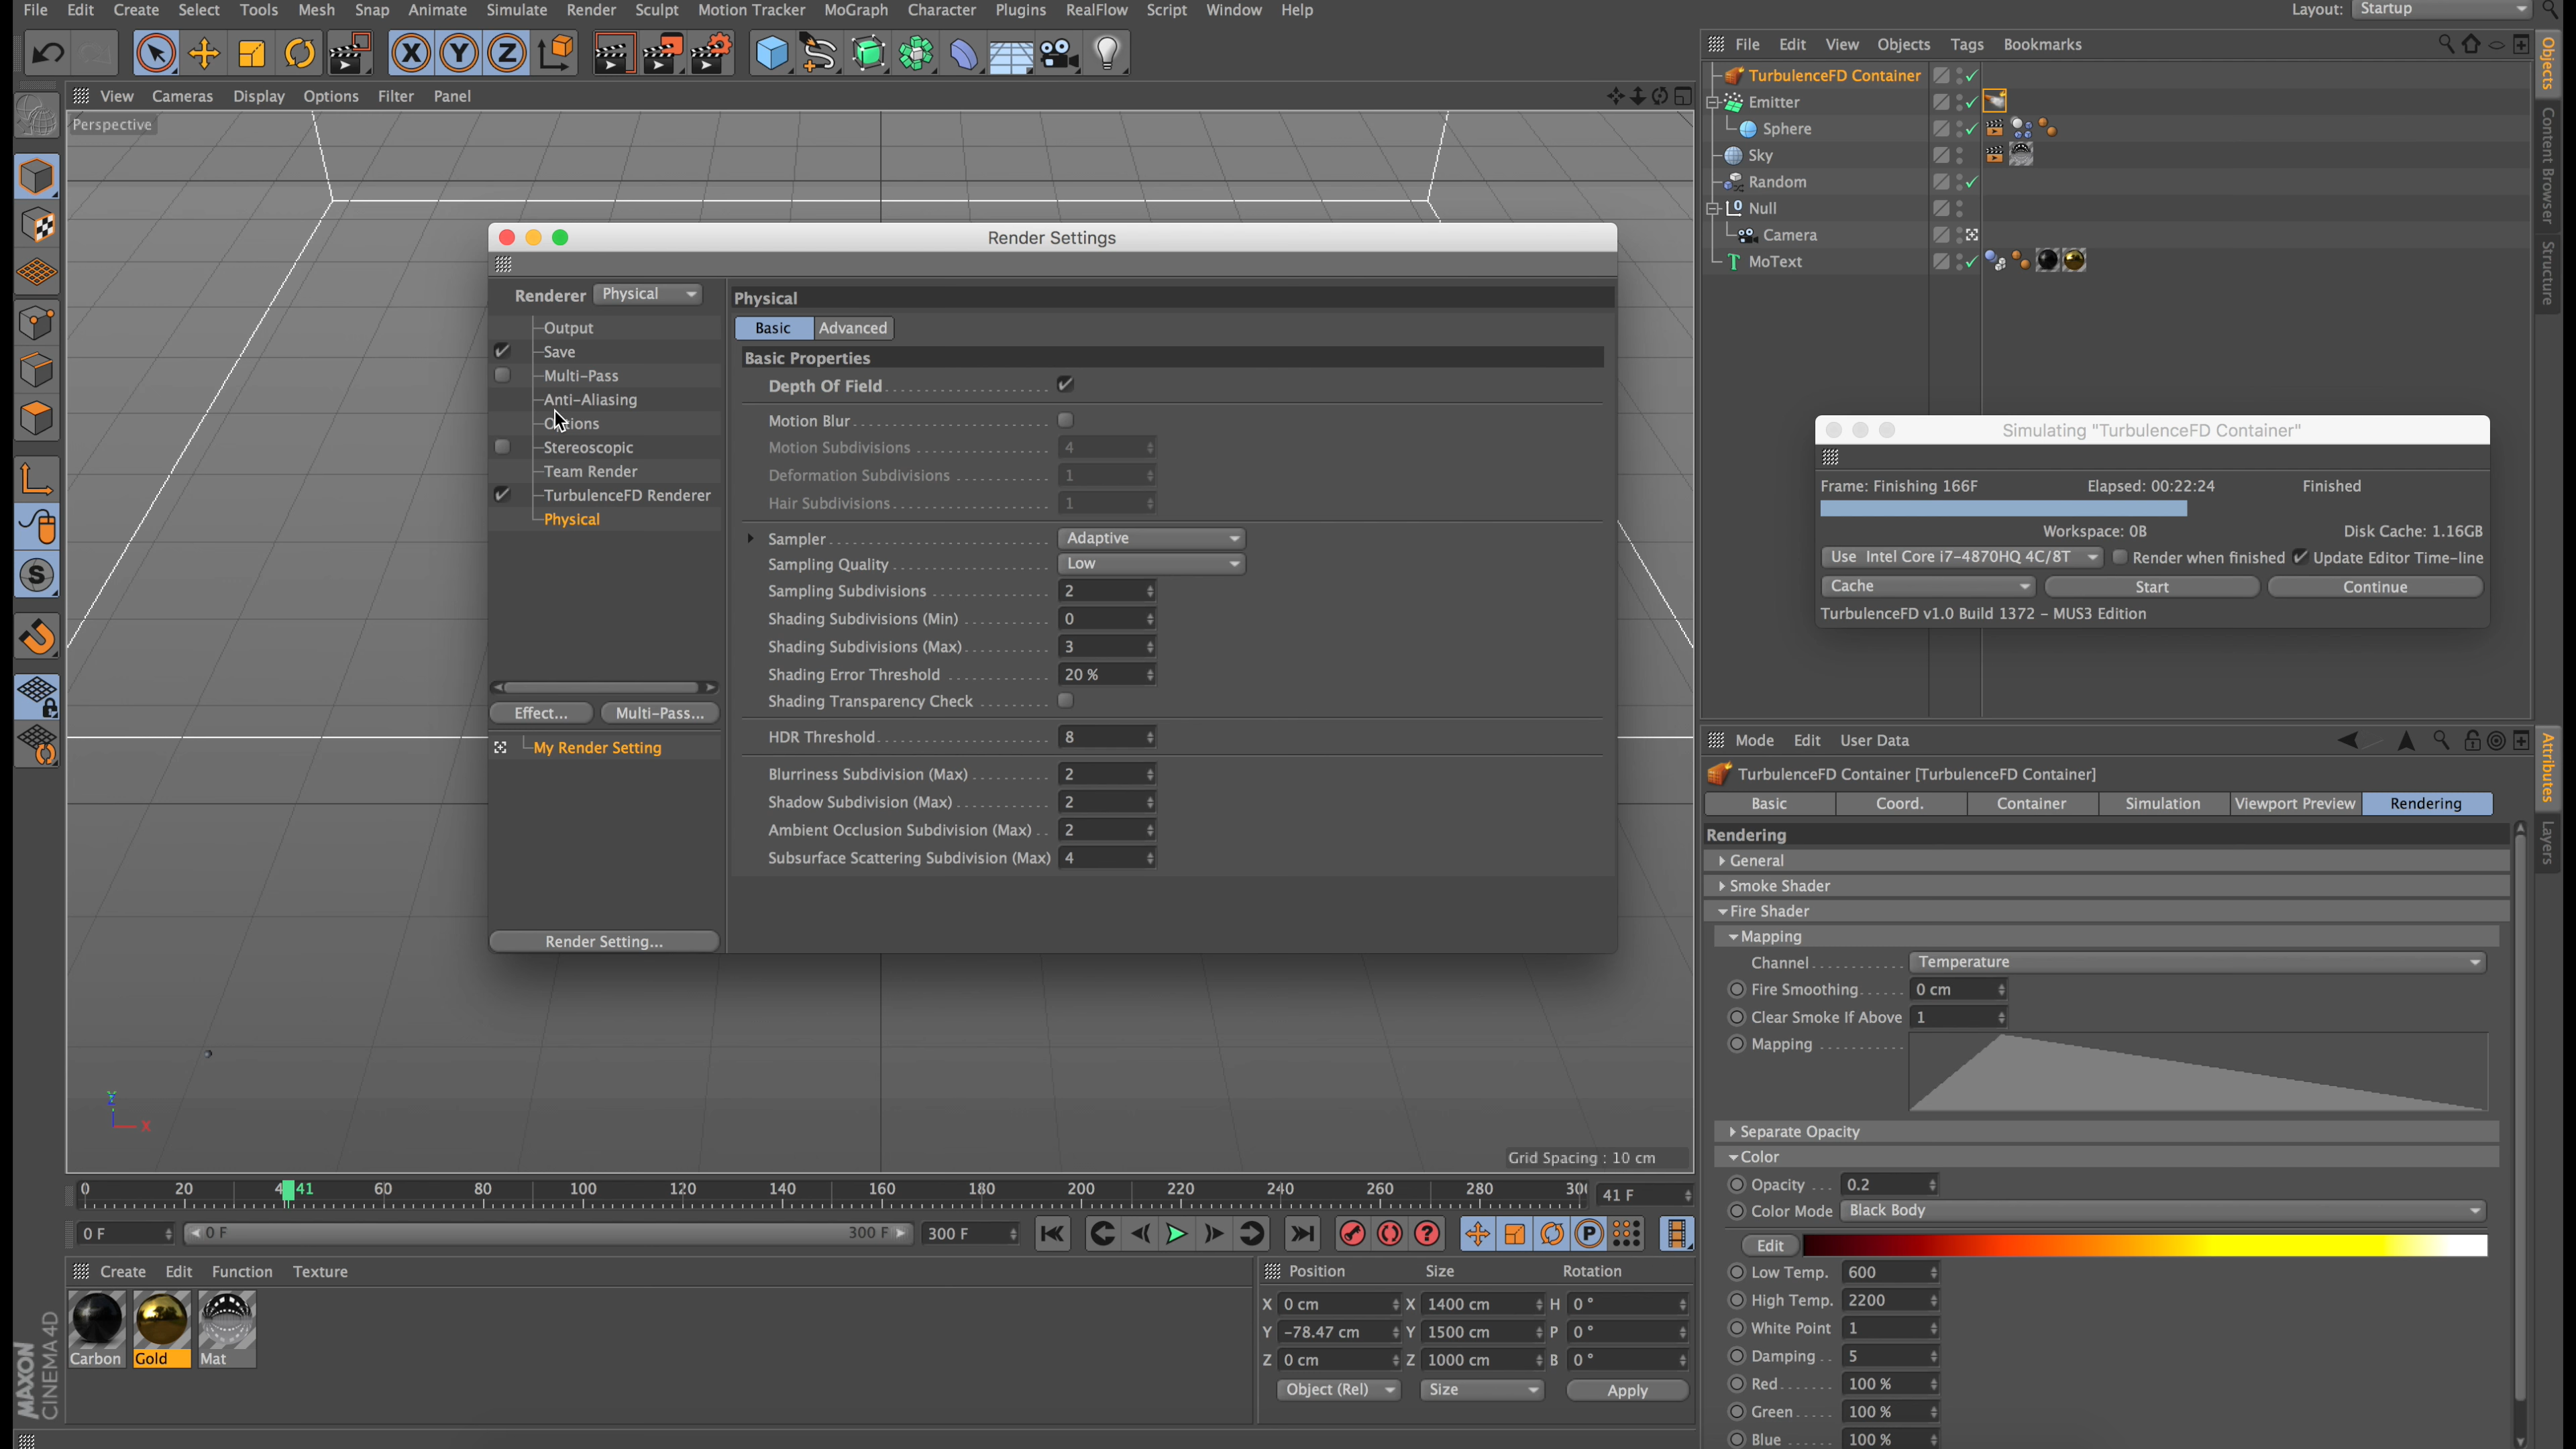 File Edit Create Select Tools Mesh Snap Animate Simulate Render Sculpt Motion Tracker MoGraph Character Plugins RealFlow Script Window Help
Layout: Startup
View Cameras Display Options Filter Panel
Perspective
Render Settings
Renderer Physical
Output
Save
Multi-Pass
Anti-Aliasing
Stereoscopic
Team Render
TurbulenceFD Renderer
Physical
Effect... Multi-Pass...
My Render Setting
Render Setting...
Physical
Basic Advanced
Basic Properties
Depth Of Field
Motion Blur
Motion Subdivisions 4
Deformation Subdivisions 1
Hair Subdivisions 1
Sampler Adaptive
Sampling Quality Low
Sampling Subdivisions 2
Shading Subdivisions (Min) 0
Shading Subdivisions (Max) 3
Shading Error Threshold 20 %
Shading Transparency Check
HDR Threshold 8
Blurriness Subdivision (Max) 2
Shadow Subdivision (Max) 2
Ambient Occlusion Subdivision (Max) 2
Subsurface Scattering Subdivision (Max) 4
Y
X
Grid Spacing : 10 cm
0 20 41 60 80 100 120 140 160 180 200 220 240 260 280 41 F
0 F 0 F 300 F 300 F
Create Edit Function Texture
Carbon Gold Mat
MAXON
CINEMA 4D
Position Size Rotation
X 0 cm X 1400 cm H 0 °
Y -78.47 cm Y 1500 cm P 0 °
Z 0 cm Z 1000 cm B 0 °
Object (Rel) Size Apply
File Edit View Objects Tags Bookmarks
TurbulenceFD Container
Emitter
Sphere
Sky
Random
Null
Camera
MoText
Objects
Content Browser
Structure
Simulating "TurbulenceFD Container"
Frame: Finishing 166F Elapsed: 00:22:24 Finished
Workspace: 0B Disk Cache: 1.16GB
Use Intel Core i7-4870HQ 4C/8T Render when finished Update Editor Time-line
Cache Start Continue
TurbulenceFD v1.0 Build 1372 - MUS3 Edition
Mode Edit User Data
TurbulenceFD Container [TurbulenceFD Container]
Basic Coord. Container Simulation Viewport Preview Rendering
Rendering
General
Smoke Shader
Fire Shader
Mapping
Channel Temperature
Fire Smoothing 0 cm
Clear Smoke If Above 1
Mapping
Separate Opacity
Color
Opacity 0.2
Color Mode Black Body
Edit
Low Temp. 600
High Temp. 2200
White Point 1
Damping 5
Red 100 %
Green 100 %
Blue 100 %
Attributes
Layers